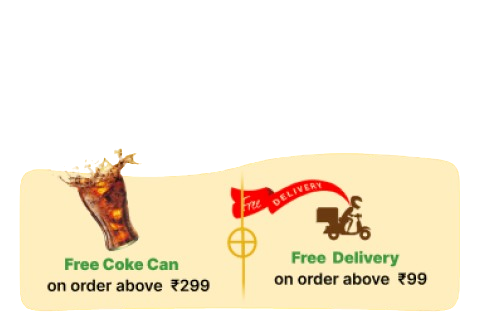 Free DELIVERY
Free Coke Can
on order above ₹299
Free Delivery
on order above ₹99